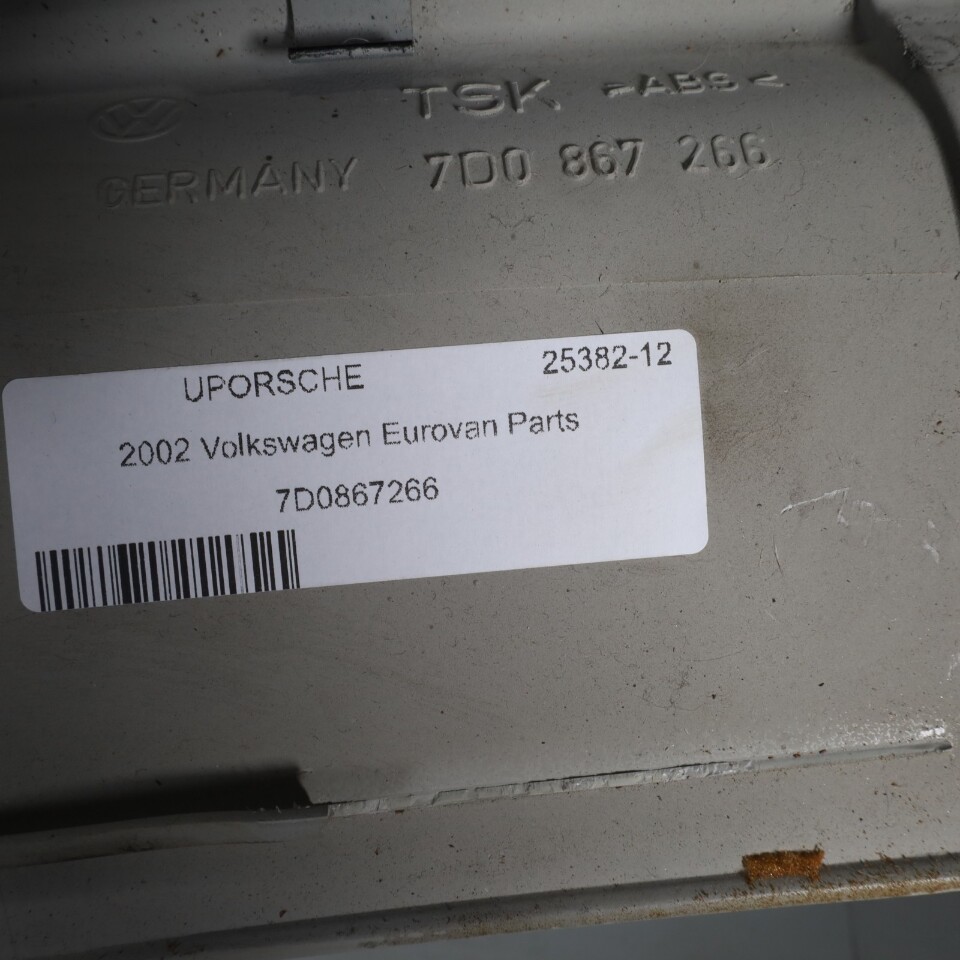 TSK >ABS<
GERMANY 7D0 867 266
UPORSCHE 25382-12
2002 Volkswagen Eurovan Parts
7D0867266